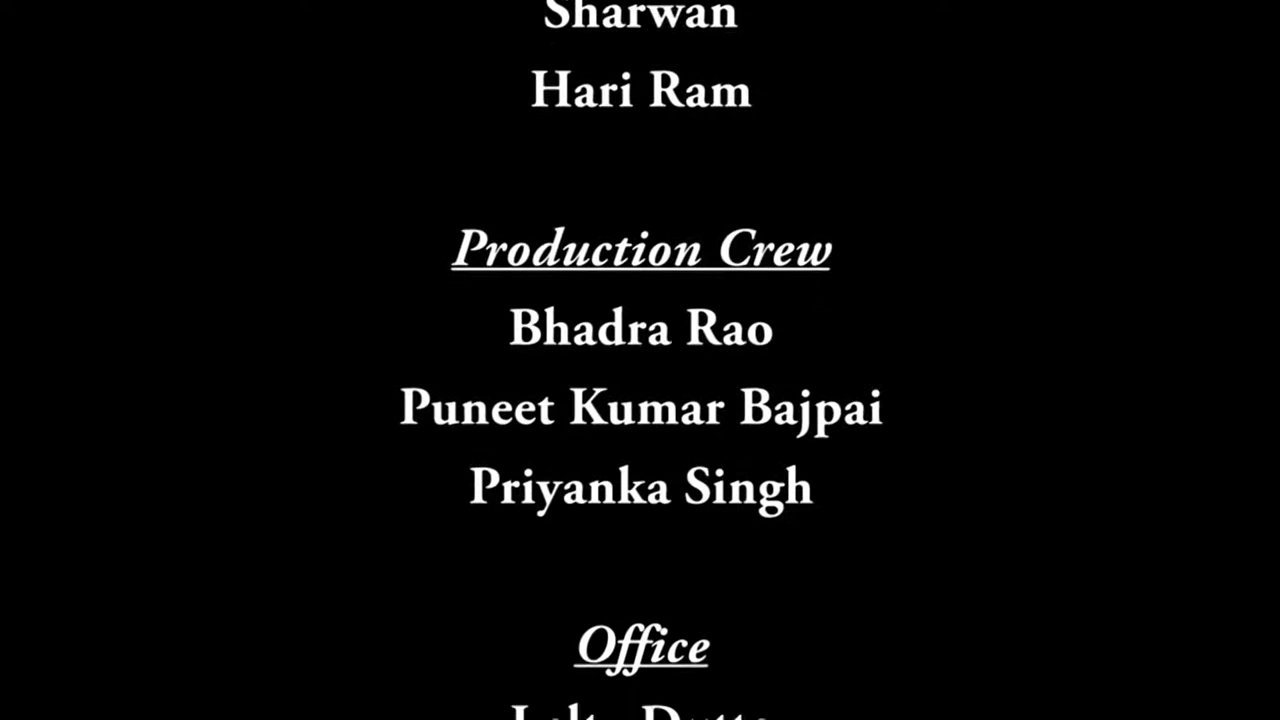 Sharwan
Hari Ram
Production Crew
Bhadra Rao
Puneet Kumar Bajpai
Priyanka Singh
Office